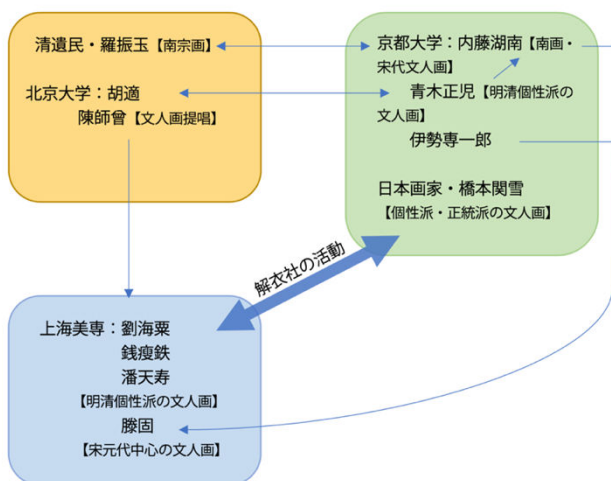 清遺民・羅振玉【南宗画】
北京大学：胡適
陳師曾【文人画提唱】
京都大学：内藤湖南【南画・
宋代文人画】
青木正児【明清個性派の
文人画】
伊勢専一郎
日本画家・橋本関雪
【個性派・正統派の文人画】
解衣社の活動
上海美専：劉海粟
銭痩鉄
潘天寿
【明清個性派の文人画】
滕固
【宋元代中心の文人画】